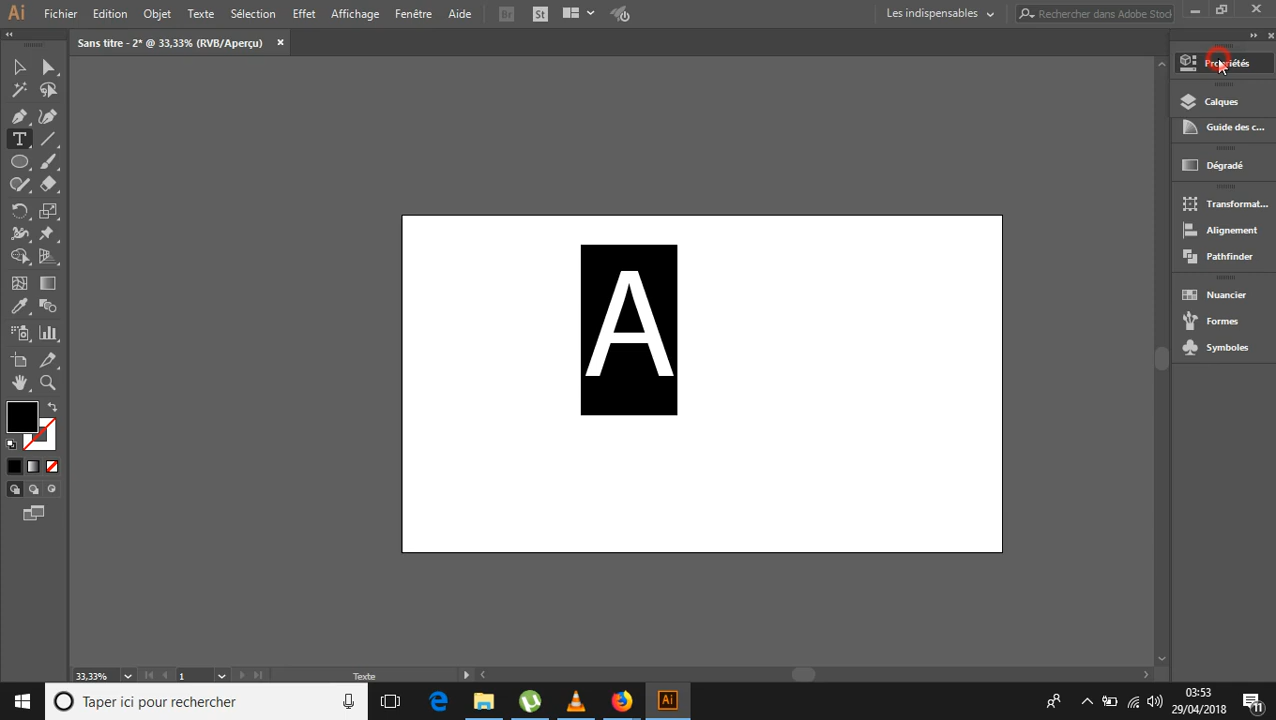 Ai Fichier Edition Objet Texte Sélection Effet Affichage Fenêtre Aide Br St Les indispensables Rechercher dans Adobe Stock
Sans titre - 2* @ 33,33% (RVB/Aperçu)
Propriétés
Calques
Guide des c...
Dégradé
Transformat...
Alignement
Pathfinder
Nuancier
Formes
Symboles
T
A
33,33% 1 Texte
Taper ici pour rechercher
Ai
03:53
29/04/2018
11